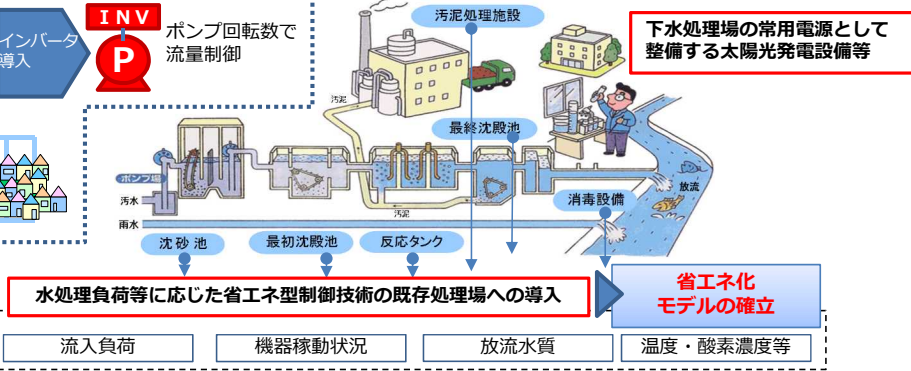 インバータ
導入
INV
P
ポンプ回転数で
流量制御
汚泥処理施設
下水処理場の常用電源として
整備する太陽光発電設備等
汚泥
最終沈殿池
ポンプ場
汚水
雨水
汚泥
消毒設備
放流
沈砂池
最初沈殿池
反応タンク
水処理負荷等に応じた省エネ型制御技術の既存処理場への導入
省エネ化
モデルの確立
流入負荷
機器稼動状況
放流水質
温度・酸素濃度等